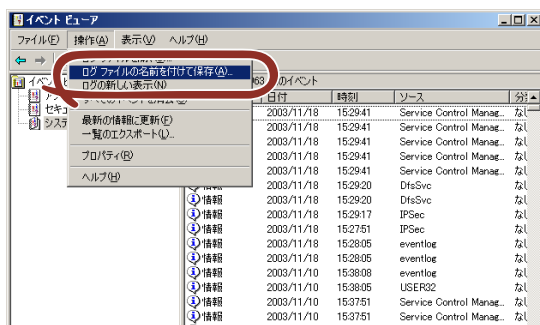 イベント ビューア
ファイル(F) 操作(A) 表示(V) ヘルプ(H)
ログ ファイルの名前を付けて保存(A)...
ログの新しい表示(N)
最新の情報に更新(F)
一覧のエクスポート(L)...
プロパティ(R)
ヘルプ(H)
のイベント
日付 時刻 ソース
2003/11/18 15:29:41 Service Control Manag...
2003/11/18 15:29:41 Service Control Manag...
2003/11/18 15:29:41 Service Control Manag...
2003/11/18 15:29:41 Service Control Manag...
2003/11/18 15:29:41 Service Control Manag...
情報 2003/11/18 15:29:20 DfsSvc
情報 2003/11/18 15:29:20 DfsSvc
情報 2003/11/18 15:29:17 IPSec
情報 2003/11/18 15:27:51 IPSec
情報 2003/11/18 15:28:05 eventlog
情報 2003/11/18 15:28:05 eventlog
情報 2003/11/10 15:38:08 eventlog
情報 2003/11/10 15:38:05 USER32
情報 2003/11/10 15:37:51 Service Control Manag...
情報 2003/11/10 15:37:51 Service Control Manag...